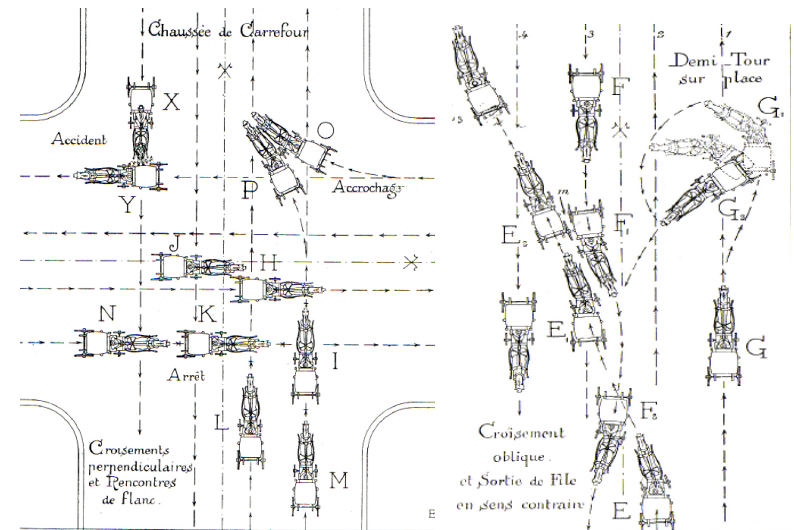 Chaussée de Carrefour
X
Accident
O
Y
P
Accrochage
J
H
N
K
I
Arrêt
L
Croisements
perpendiculaires
et Rencontres
de flanc.
M
E
4
3
2
1
F
Demi-Tour
sur place
G₃
m
E₂
F₁
G₂
E₁
G
F₂
Croisement
oblique.
et Sortie de File
en sens contraire
E